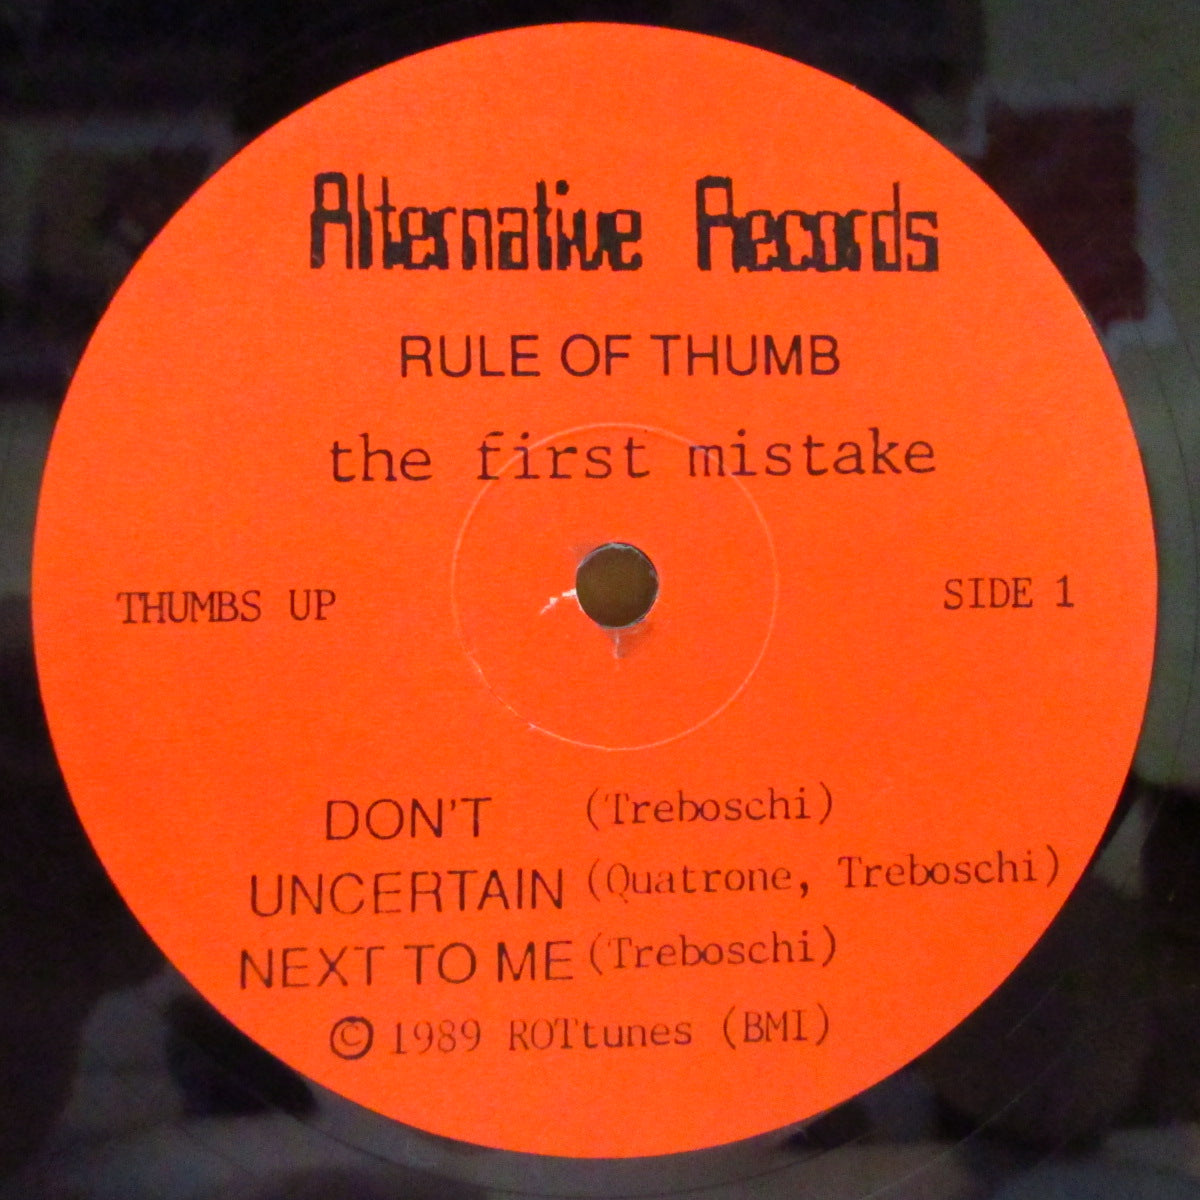 Alternative Records
RULE OF THUMB
the first mistake
THUMBS UP
SIDE 1
DON'T (Treboschi)
UNCERTAIN (Quatrone, Treboschi)
NEXT TO ME (Treboschi)
© 1989 ROTtunes (BMI)